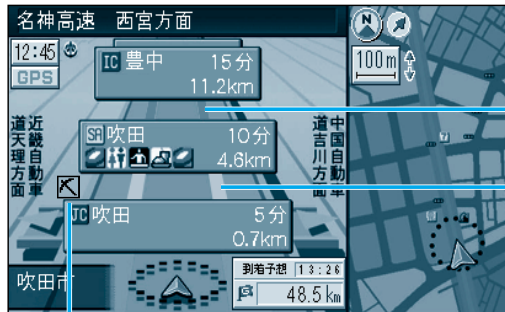 名神高速 西宮方面
12:45
GPS
IC 豊中 15分
11.2km
SA 吹田 10分
4.6km
JC 吹田 5分
0.7km
近畿自動車
道天理方面
中国自動車
道吉川方面
吹田市
到着予想 13:26
48.5km
N
100m